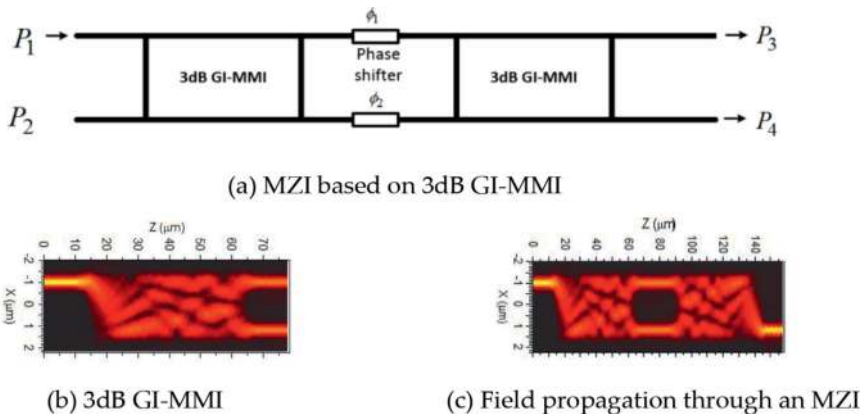 ϕ₁
P₁ P₃
Phase
shifter
3dB GI-MMI 3dB GI-MMI
ϕ₂
P₂ P₄
(a) MZI based on 3dB GI-MMI
Z (μm)
0 10 20 30 40 50 60 70
X (μm)
-2 -1 0 1 2
Z (μm)
0 20 40 60 80 100 120 140
X (μm)
-2 -1 0 1 2
(b) 3dB GI-MMI
(c) Field propagation through an MZI